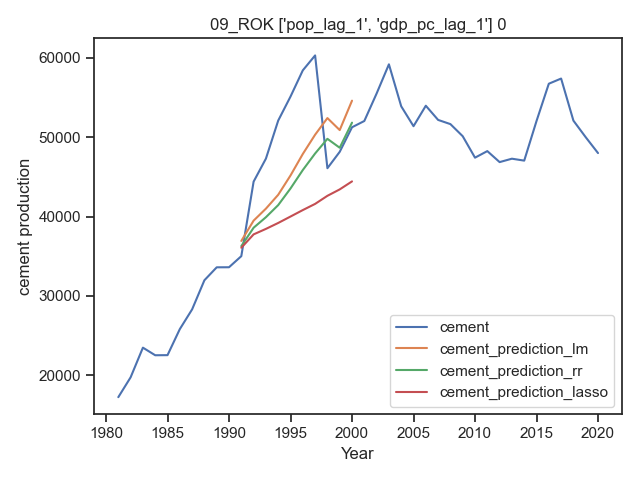 09_ROK ['pop_lag_1', 'gdp_pc_lag_1'] 0
cement production
60000
50000
40000
30000
20000
cement
cement_prediction_lm
cement_prediction_rr
cement_prediction_lasso
1980 1985 1990 1995 2000 2005 2010 2015 2020
Year